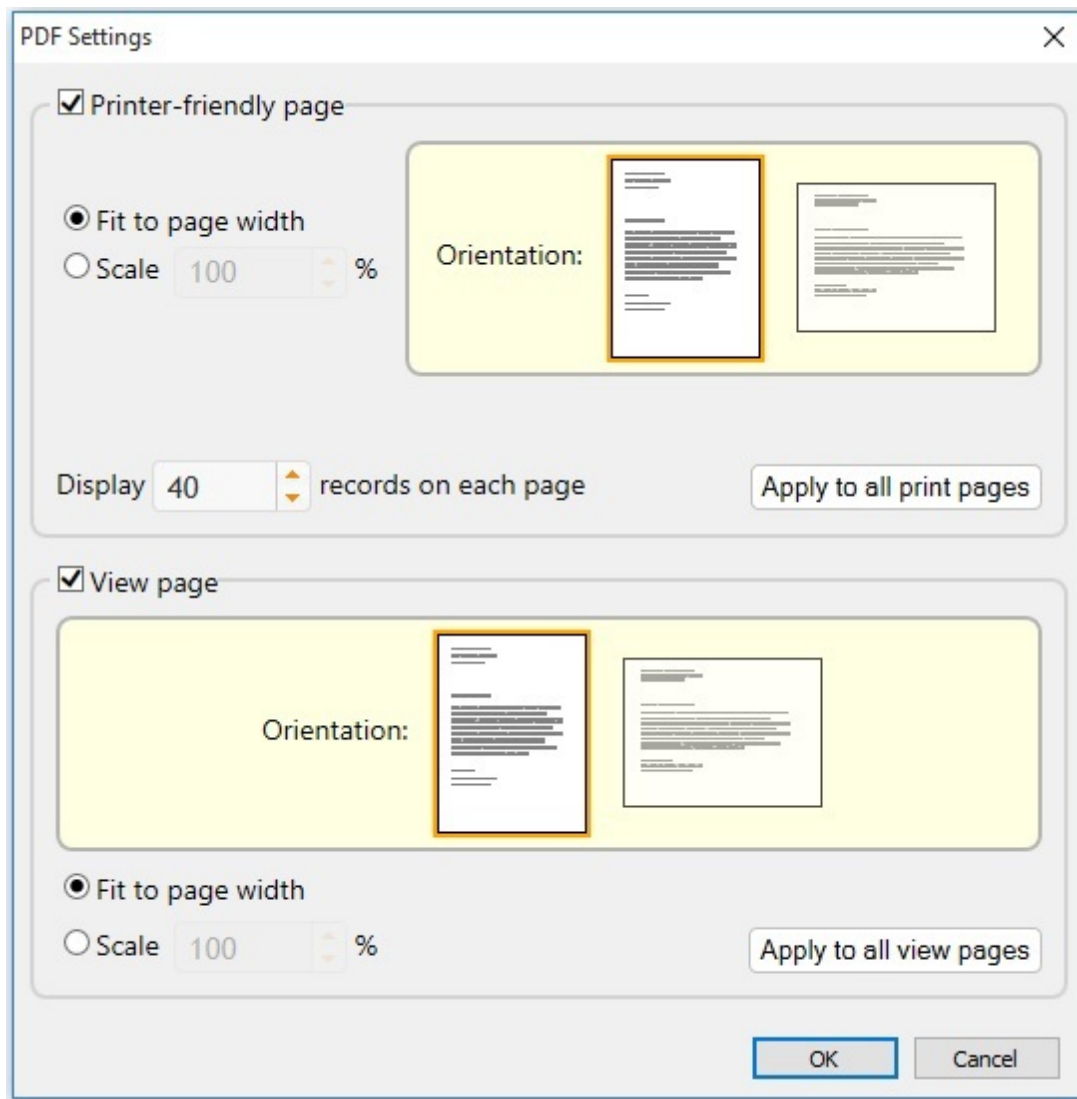 PDF Settings
Printer-friendly page
Fit to page width
Scale 100 %
Orientation:
Display 40 records on each page
Apply to all print pages
View page
Orientation:
Fit to page width
Scale 100 %
Apply to all view pages
OK Cancel